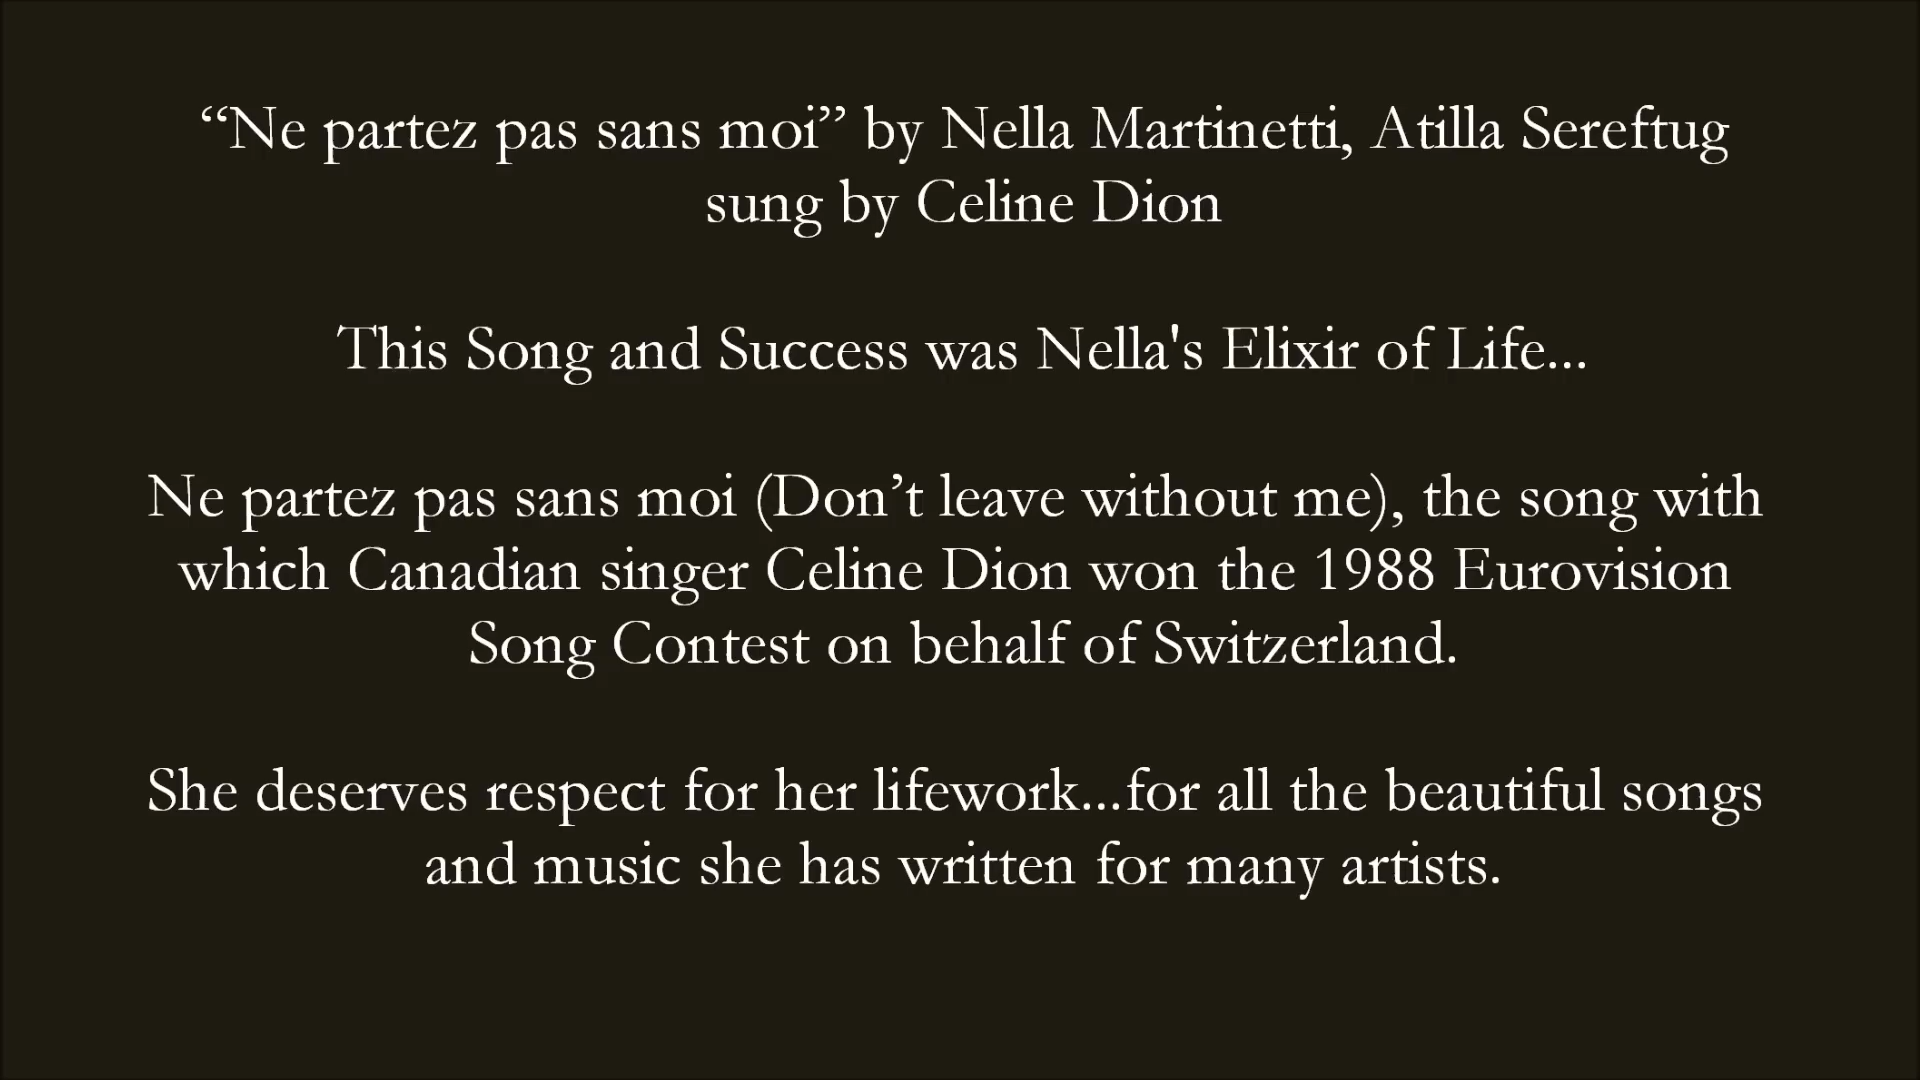 “Ne partez pas sans moi” by Nella Martinetti, Atilla Sereftug
sung by Celine Dion
This Song and Success was Nella's Elixir of Life...
Ne partez pas sans moi (Don’t leave without me), the song with
which Canadian singer Celine Dion won the 1988 Eurovision
Song Contest on behalf of Switzerland.
She deserves respect for her lifework...for all the beautiful songs
and music she has written for many artists.